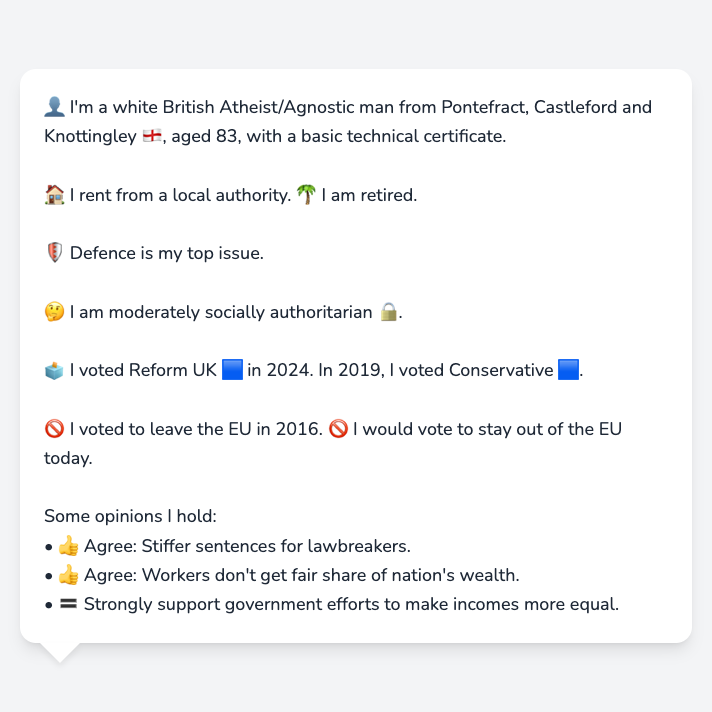 👤 I'm a white British Atheist/Agnostic man from Pontefract, Castleford and
Knottingley 🏴󠁧󠁢󠁥󠁮󠁧󠁿, aged 83, with a basic technical certificate.
🏠 I rent from a local authority. 🌴 I am retired.
🛡️ Defence is my top issue.
🤔 I am moderately socially authoritarian 🔒.
🗳️ I voted Reform UK 🟦 in 2024. In 2019, I voted Conservative 🟦.
🚫 I voted to leave the EU in 2016. 🚫 I would vote to stay out of the EU
today.
Some opinions I hold:
• 👍 Agree: Stiffer sentences for lawbreakers.
• 👍 Agree: Workers don't get fair share of nation's wealth.
• 🟰 Strongly support government efforts to make incomes more equal.